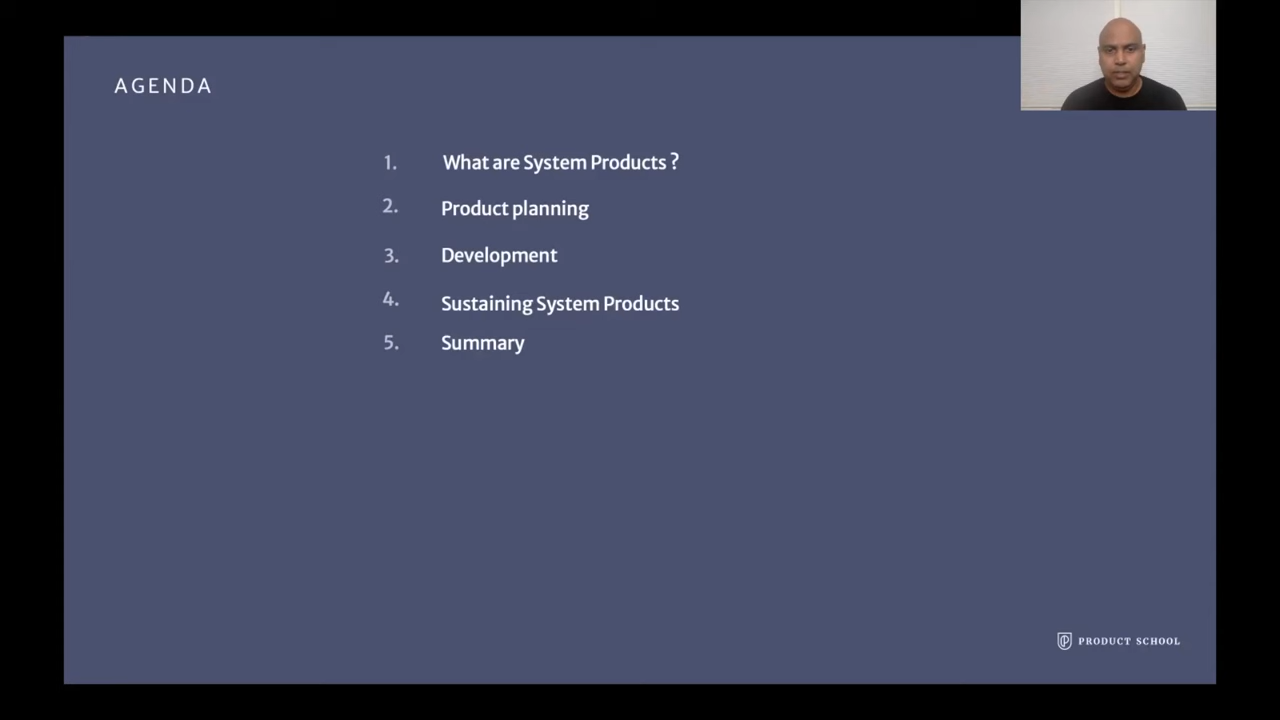 AGENDA
1. What are System Products ?
2. Product planning
3. Development
4. Sustaining System Products
5. Summary
PRODUCT SCHOOL